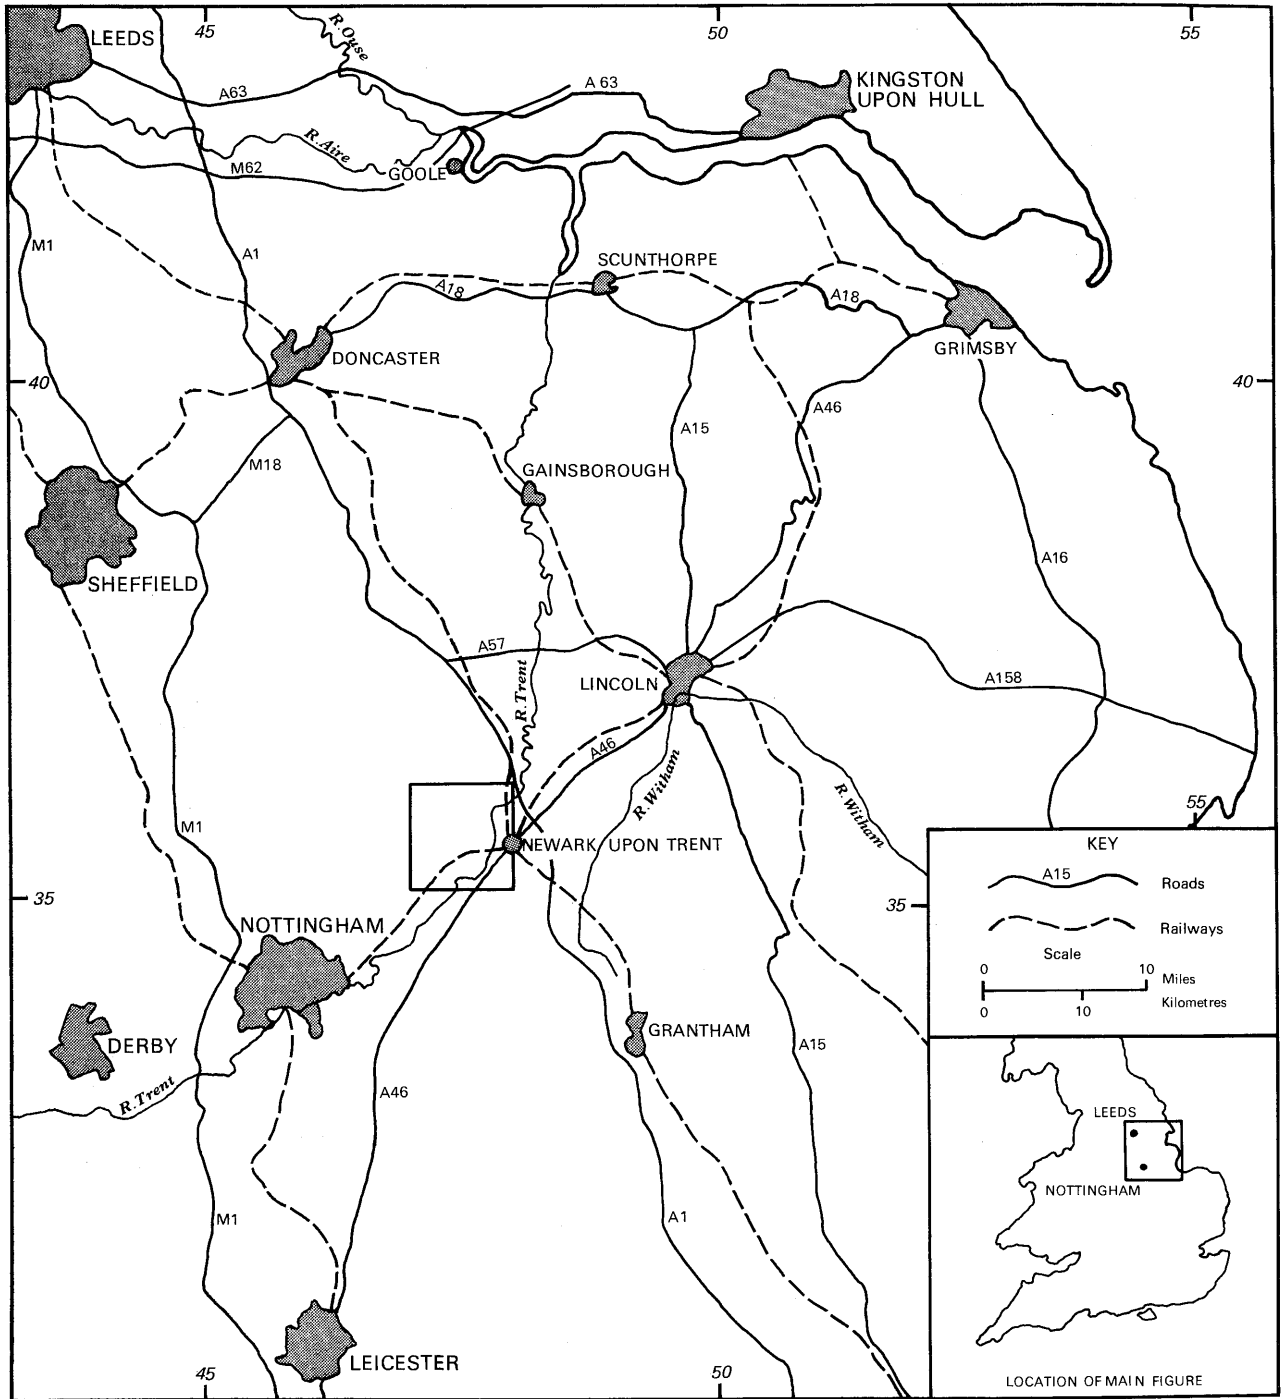 45
50
55
LEEDS
R. Ouse
A63
A 63
KINGSTON
UPON HULL
R. Aire
M62
GOOLE
M1
A1
SCUNTHORPE
A18
A18
DONCASTER
GRIMSBY
40
40
A46
A15
M18
GAINSBOROUGH
A16
SHEFFIELD
A57
LINCOLN
R. Trent
A158
A46
R. Witham
R. Witham
55
M1
NEWARK UPON TRENT
KEY
A15
Roads
35
35
NOTTINGHAM
Railways
Scale
0
10
Miles
Kilometres
0
10
GRANTHAM
DERBY
A15
R. Trent
A46
LEEDS
NOTTINGHAM
M1
A1
LEICESTER
45
50
LOCATION OF MAIN FIGURE